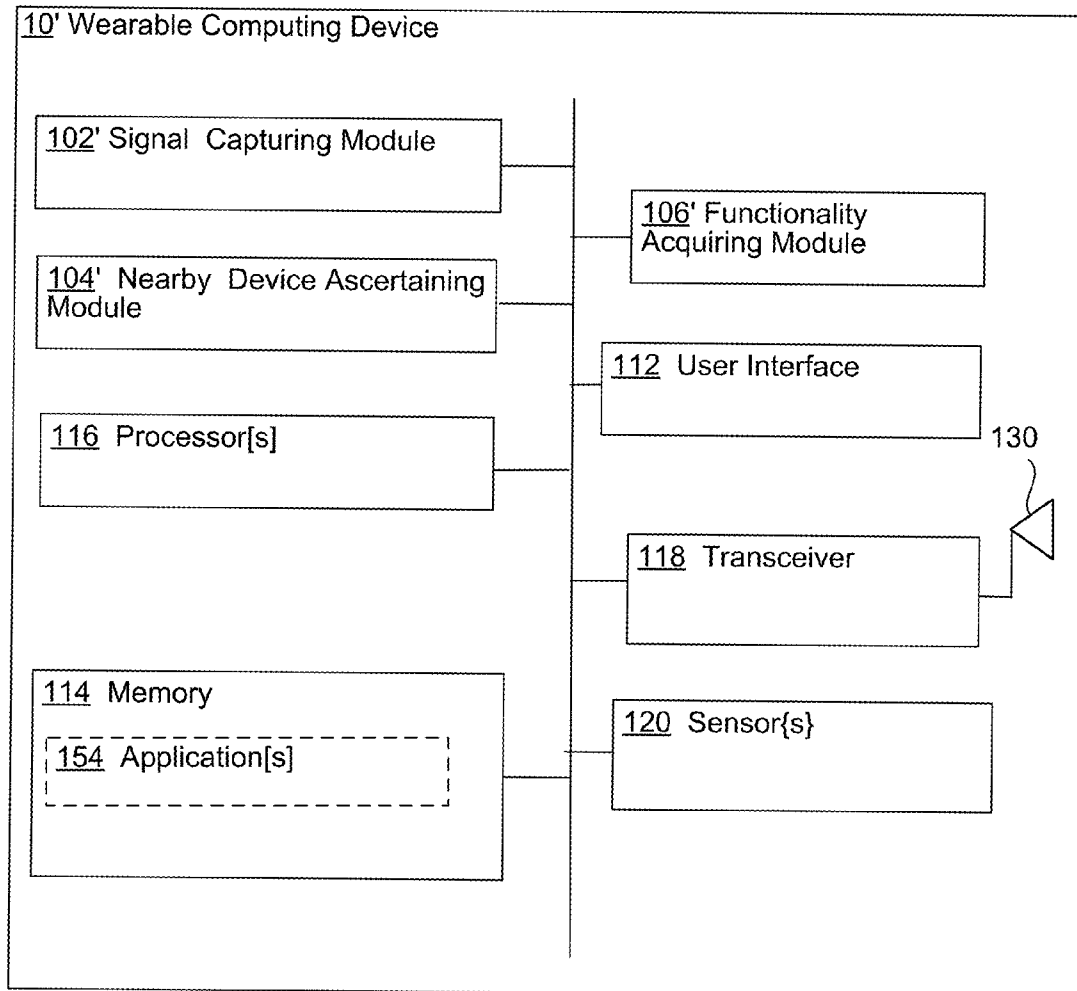 10' Wearable Computing Device
102' Signal Capturing Module
106' Functionality
Acquiring Module
104' Nearby Device Ascertaining
Module
112 User Interface
116 Processor[s]
130
118 Transceiver
114 Memory
154 Application[s]
120 Sensor{s}